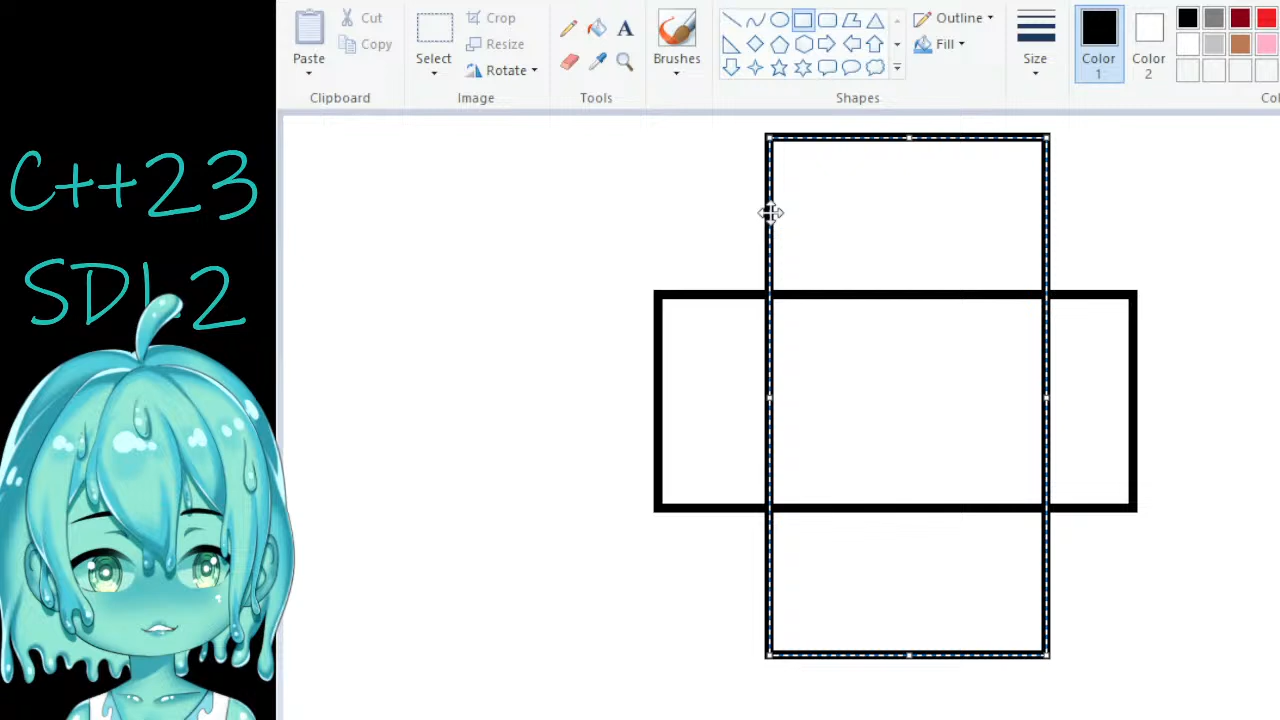 C++23
SDL2
Cut
Copy
Paste
Clipboard
Crop
Resize
Rotate
Select
Image
Tools
Brushes
Shapes
Outline
Fill
Size
Color
1
Color
2
Col